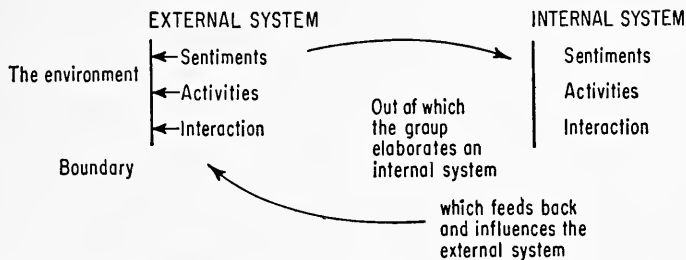 EXTERNAL SYSTEM
INTERNAL SYSTEM
The environment
Sentiments
Activities
Interaction
Boundary
Out of which
the group
elaborates an
internal system
Sentiments
Activities
Interaction
which feeds back
and influences the
external system